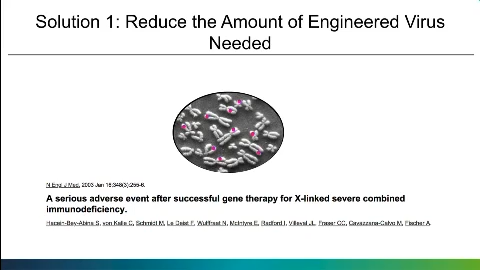 Solution 1: Reduce the Amount of Engineered Virus
Needed
N Engl J Med. 2003 Jan 16;348(3):255-6.
A serious adverse event after successful gene therapy for X-linked severe combined
immunodeficiency.
Hacein-Bey-Abina S, von Kalle C, Schmidt M, Le Deist F, Wulffraat N, McIntyre E, Radford I, Villeval JL, Fraser CC, Cavazzana-Calvo M, Fischer A.